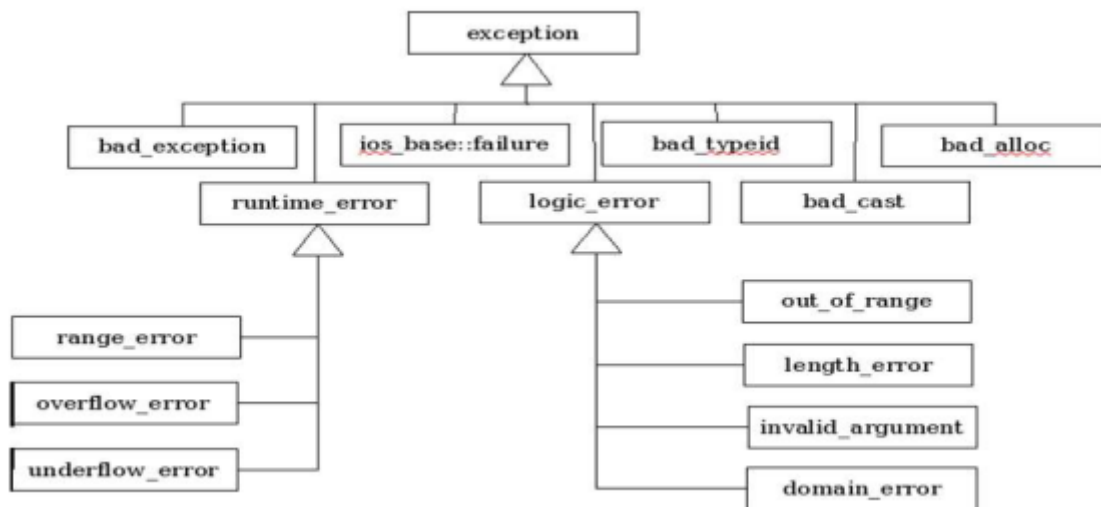 exception
bad_exception
ios_base::failure
bad_typeid
bad_alloc
runtime_error
logic_error
bad_cast
out_of_range
range_error
length_error
overflow_error
invalid_argument
underflow_error
domain_error